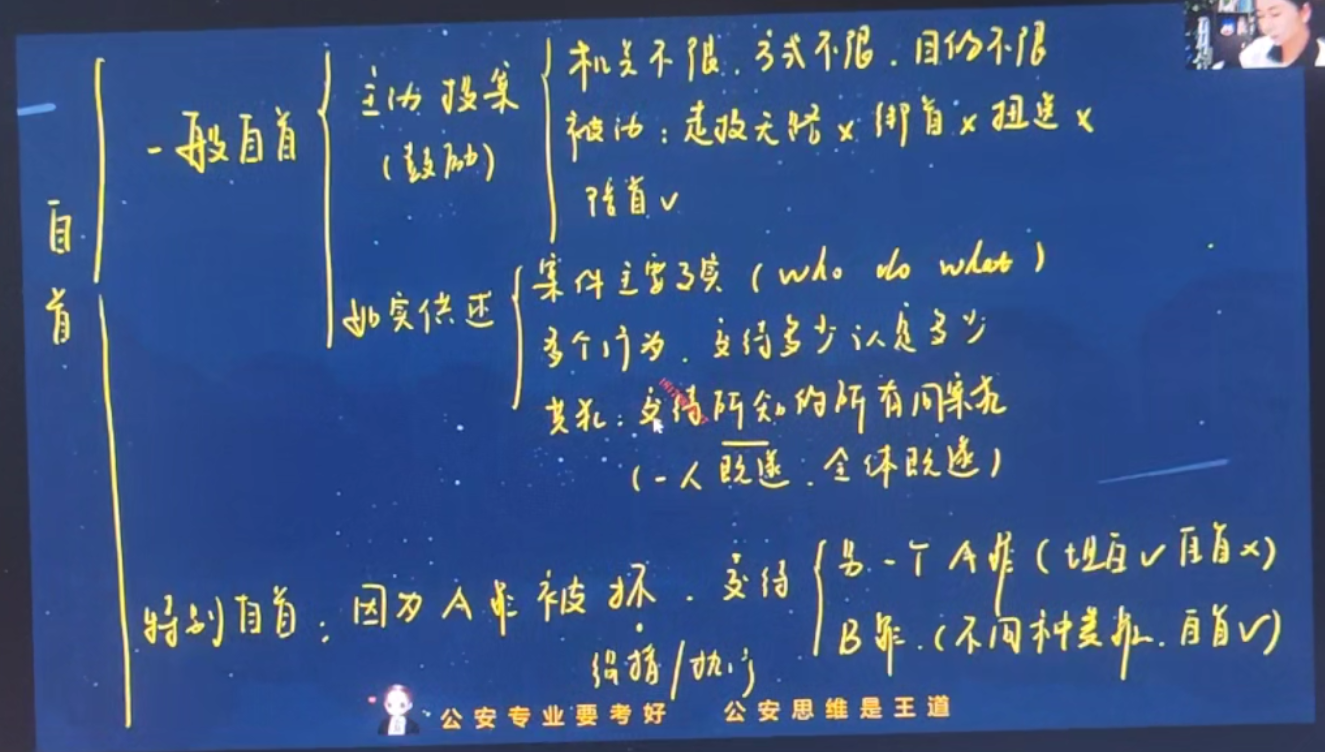 自首
一般自首
主动投案
(鼓励)
机关不限. 方式不限. 目的不限
被动: 走投无路 × 绑首 × 扭送 ×
陪首 ✓
如实供述
案件主要事实 (who do what)
多个行为. 交待多少认定多少
共犯: 交待所知的所有同案犯
(一人既遂. 全体既遂)
特别自首: 因为 A 罪被抓. 交待
另一个 A罪 (坦白✓ 自首×)
B罪. (不同种类罪. 自首✓)
侦捕/执行
公安专业要考好 公安思维是王道